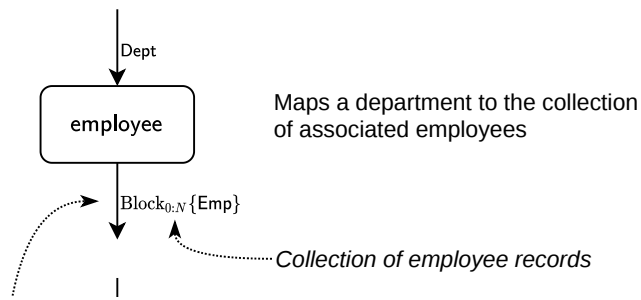 Dept
employee
Maps a department to the collection
of associated employees
Block₀:N{Emp}
Collection of employee records